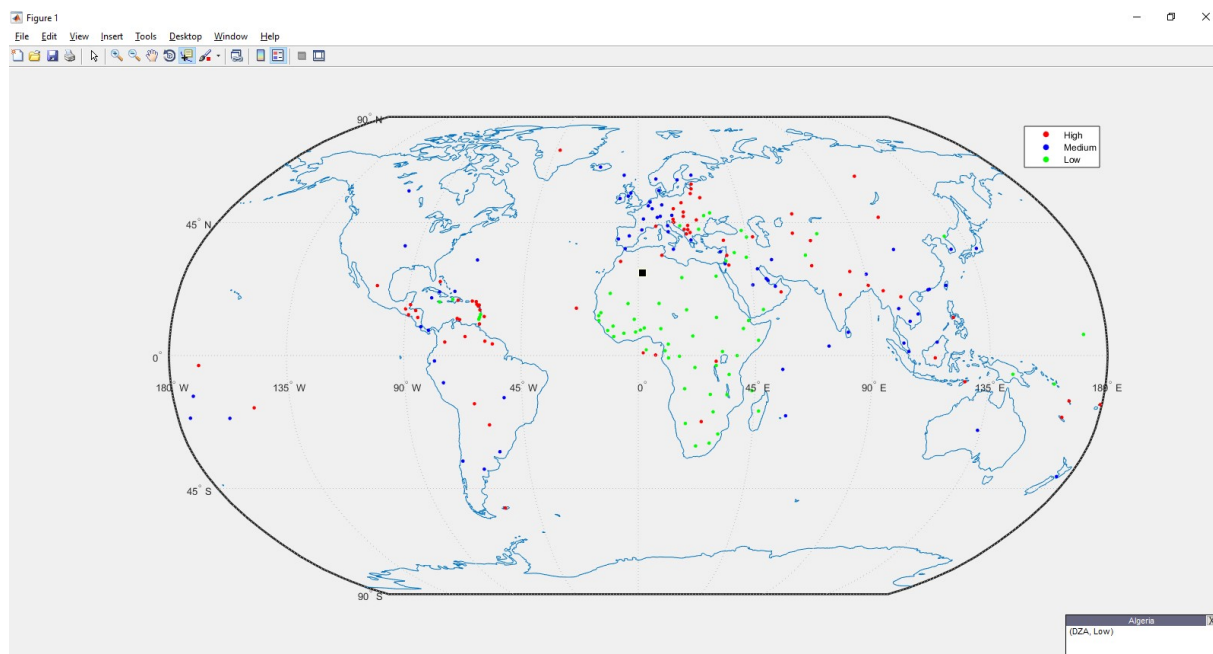 Figure 1
File Edit View Insert Tools Desktop Window Help
90° N
High
Medium
Low
45° N
0°
180° W 135° W 90° W 45° W 0° 45° E 90° E 135° E 180° E
45° S
90° S
Algeria X
(DZA, Low)